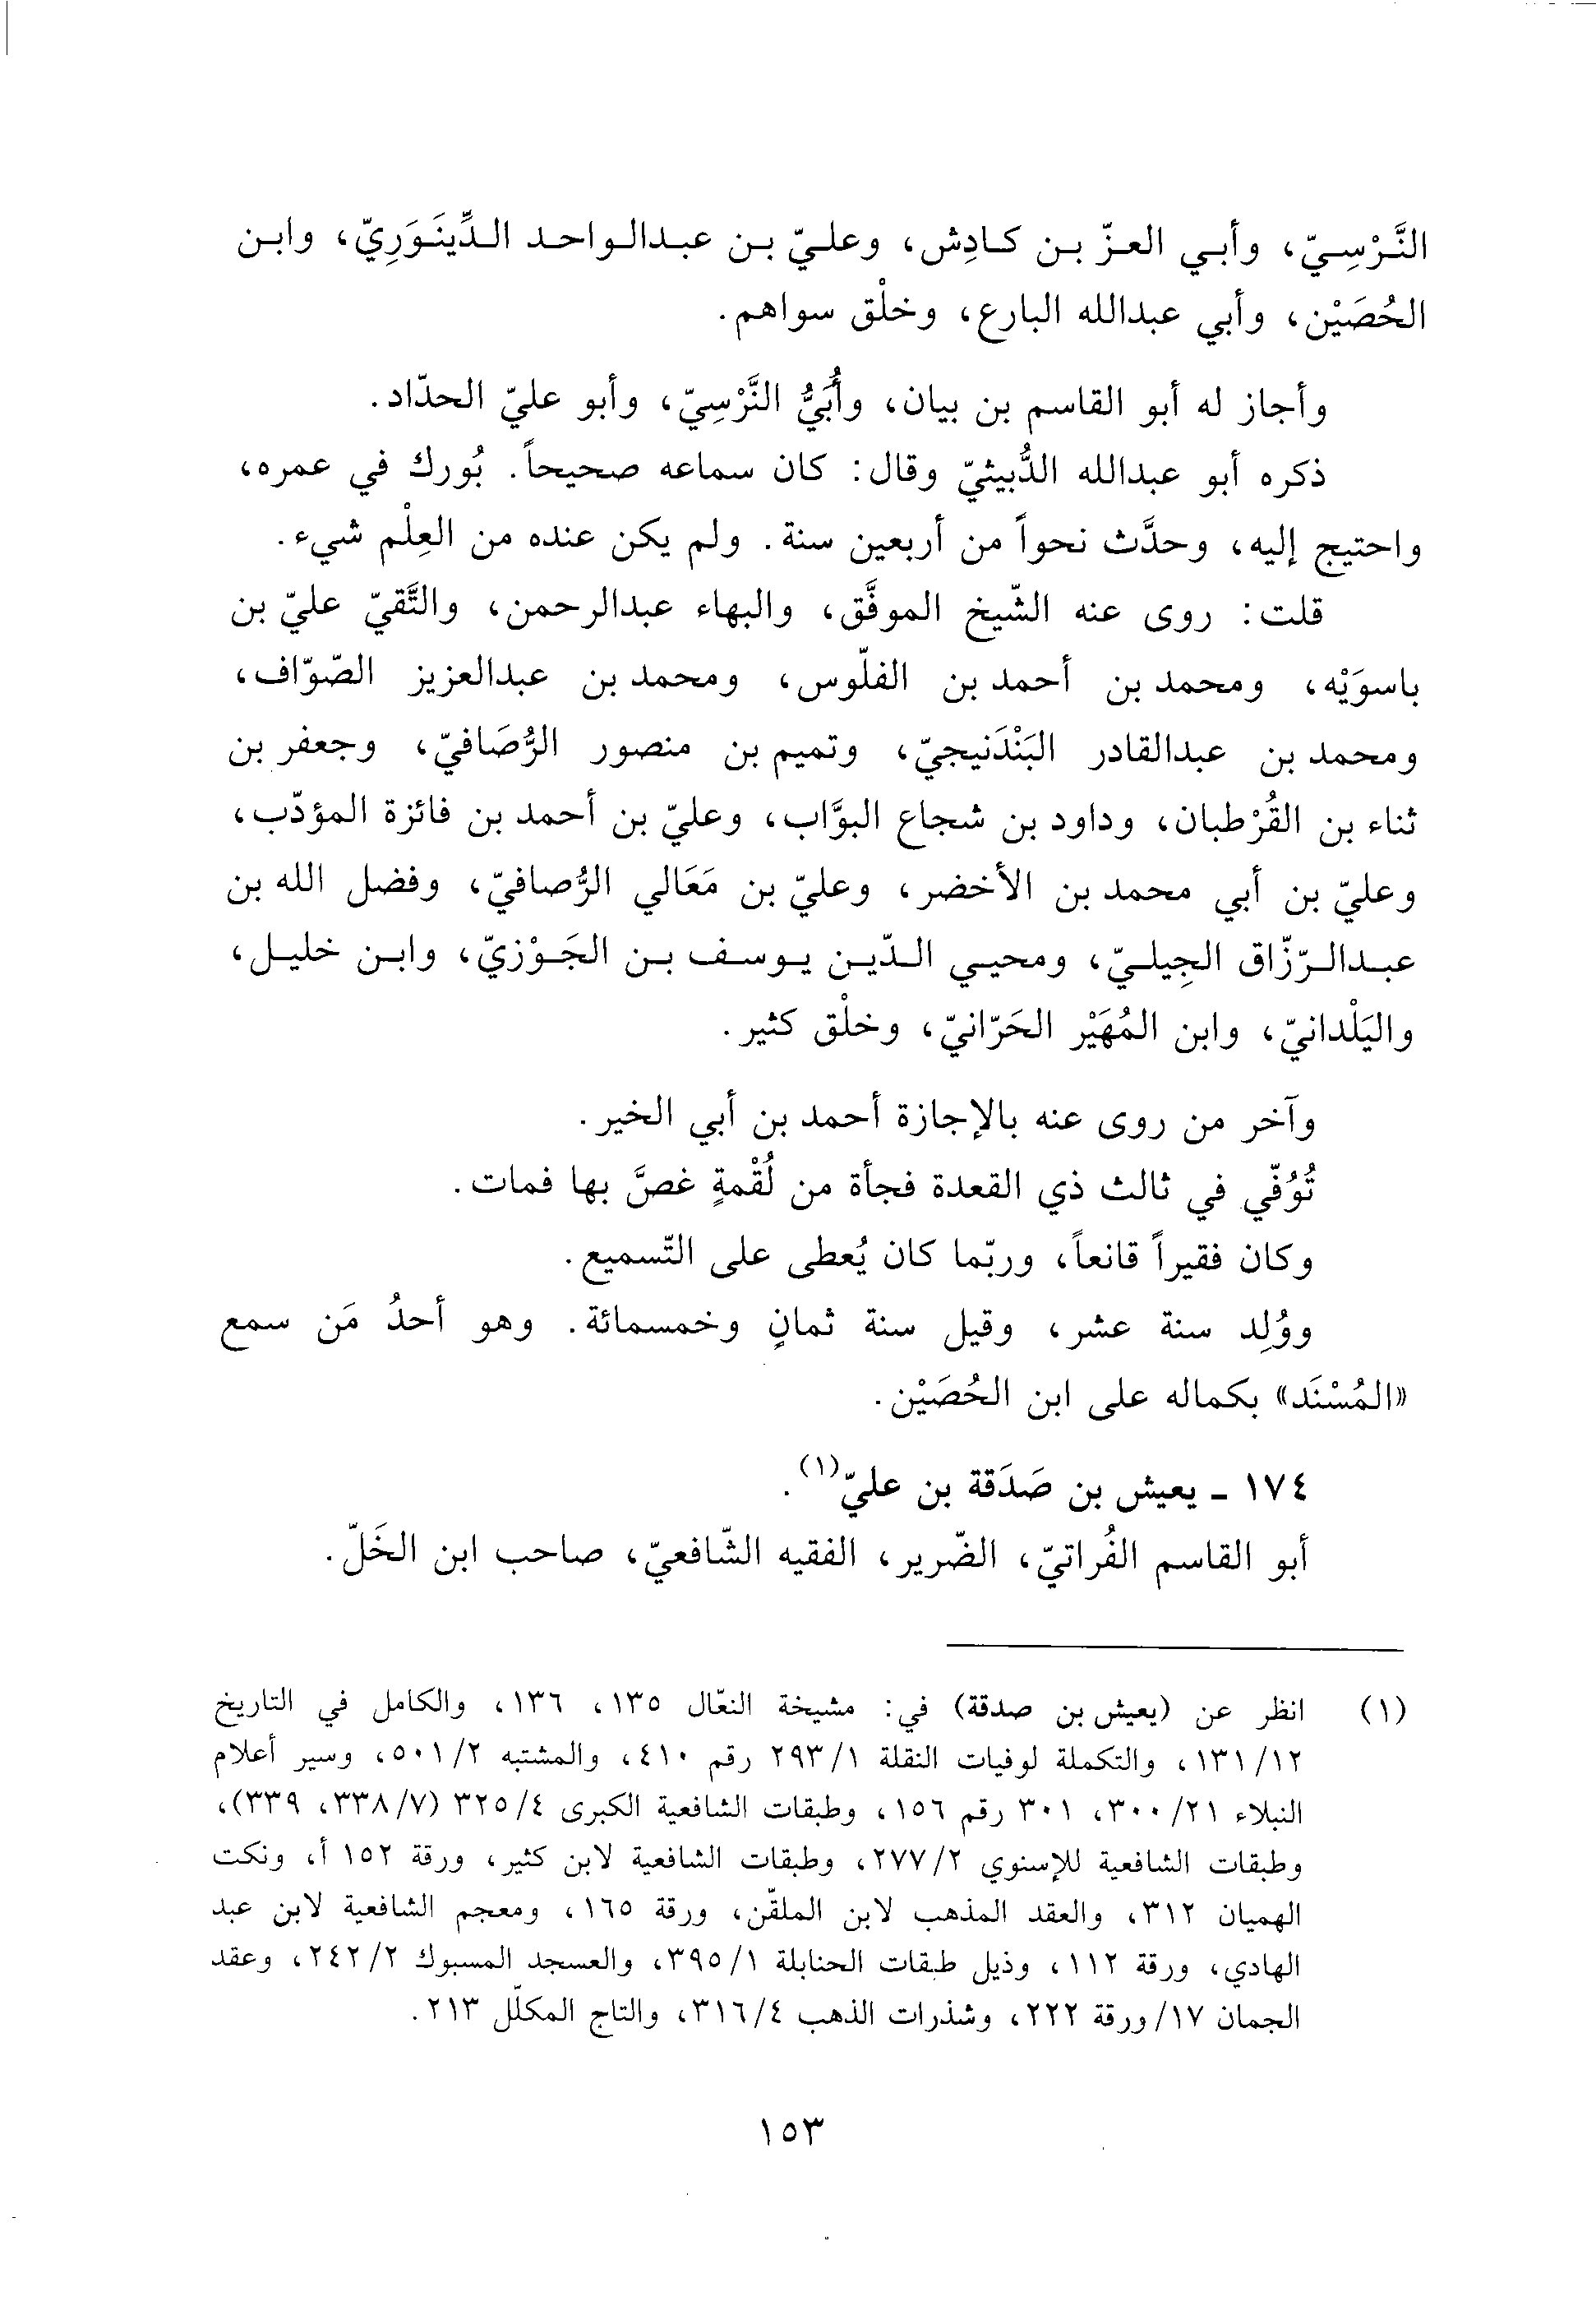 النَّرْسِيّ، وأبي العزّ بن كادِش، وعليّ بن عبدالواحد الدِّينَوَرِيّ، وابن
الحُصَيْن، وأبي عبدالله البارع، وخلْق سواهم.
وأجاز له أبو القاسم بن بيان، وأُبَيُّ النَّرْسِيّ، وأبو عليّ الحدّاد.
ذكره أبو عبدالله الدُّبيثيّ وقال: كان سماعه صحيحاً. بُورك في عمره،
واحتيج إليه، وحدَّث نحواً من أربعين سنة. ولم يكن عنده من العِلْم شيء.
قلت: روى عنه الشّيخ الموفَّق، والبهاء عبدالرحمن، والتَّقيّ عليّ بن
باسوَيْه، ومحمد بن أحمد بن الفلّوس، ومحمد بن عبدالعزيز الصّوّاف،
ومحمد بن عبدالقادر البَنْدَنيجيّ، وتميم بن منصور الرُّصَافيّ، وجعفر بن
ثناء بن القُرْطبان، وداود بن شجاع البوَّاب، وعليّ بن أحمد بن فائزة المؤدّب،
وعليّ بن أبي محمد بن الأخضر، وعليّ بن مَعَالي الرُّصافيّ، وفضل الله بن
عبدالرّزّاق الجِيليّ، ومحيي الدّين يوسف بن الجَوْزيّ، وابن خليل،
واليَلْدانيّ، وابن المُهَيْر الحَرّانيّ، وخلْق كثير.
وآخر من روى عنه بالإجازة أحمد بن أبي الخير.
تُوُفّي في ثالث ذي القعدة فجأة من لُقْمةٍ غصَّ بها فمات.
وكان فقيراً قانعاً، وربّما كان يُعطى على التّسميع.
ووُلِد سنة عشر، وقيل سنة ثمانٍ وخمسمائة. وهو أحدُ مَن سمع
«المُسْنَد» بكماله على ابن الحُصَيْن.
١٧٤ ـ يعيش بن صَدَقة بن عليّ(١).
أبو القاسم الفُراتيّ، الضّرير، الفقيه الشّافعيّ، صاحب ابن الخَلّ.
(١) انظر عن (يعيش بن صدقة) في: مشيخة النعّال ١٣٥، ١٣٦، والكامل في التاريخ
١٣١/١٢، والتكملة لوفيات النقلة ٢٩٣/١ رقم ٤١٠، والمشتبه ٥٠١/٢، وسير أعلام
النبلاء ٣٠٠/٢١، ٣٠١ رقم ١٥٦، وطبقات الشافعية الكبرى ٣٢٥/٤ (٣٣٨/٧، ٣٣٩)،
وطبقات الشافعية للإسنوي ٢٧٧/٢، وطبقات الشافعية لابن كثير، ورقة ١٥٢ أ، ونكت
الهميان ٣١٢، والعقد المذهب لابن الملقّن، ورقة ١٦٥، ومعجم الشافعية لابن عبد
الهادي، ورقة ١١٢، وذيل طبقات الحنابلة ٣٩٥/١، والعسجد المسبوك ٢٤٢/٢، وعقد
الجمان ١٧/ورقة ٢٢٢، وشذرات الذهب ٣١٦/٤، والتاج المكلّل ٢١٣.
١٥٣